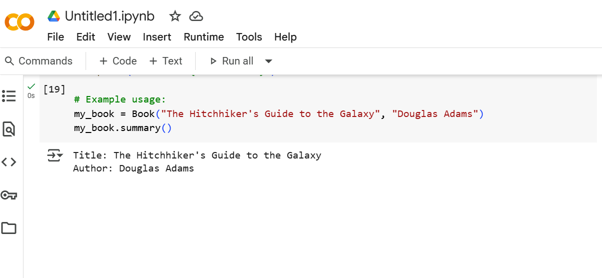 CO Untitled1.ipynb
File Edit View Insert Runtime Tools Help
Commands + Code + Text Run all
[19]
0s
# Example usage:
my_book = Book("The Hitchhiker's Guide to the Galaxy", "Douglas Adams")
my_book.summary()
Title: The Hitchhiker's Guide to the Galaxy
Author: Douglas Adams